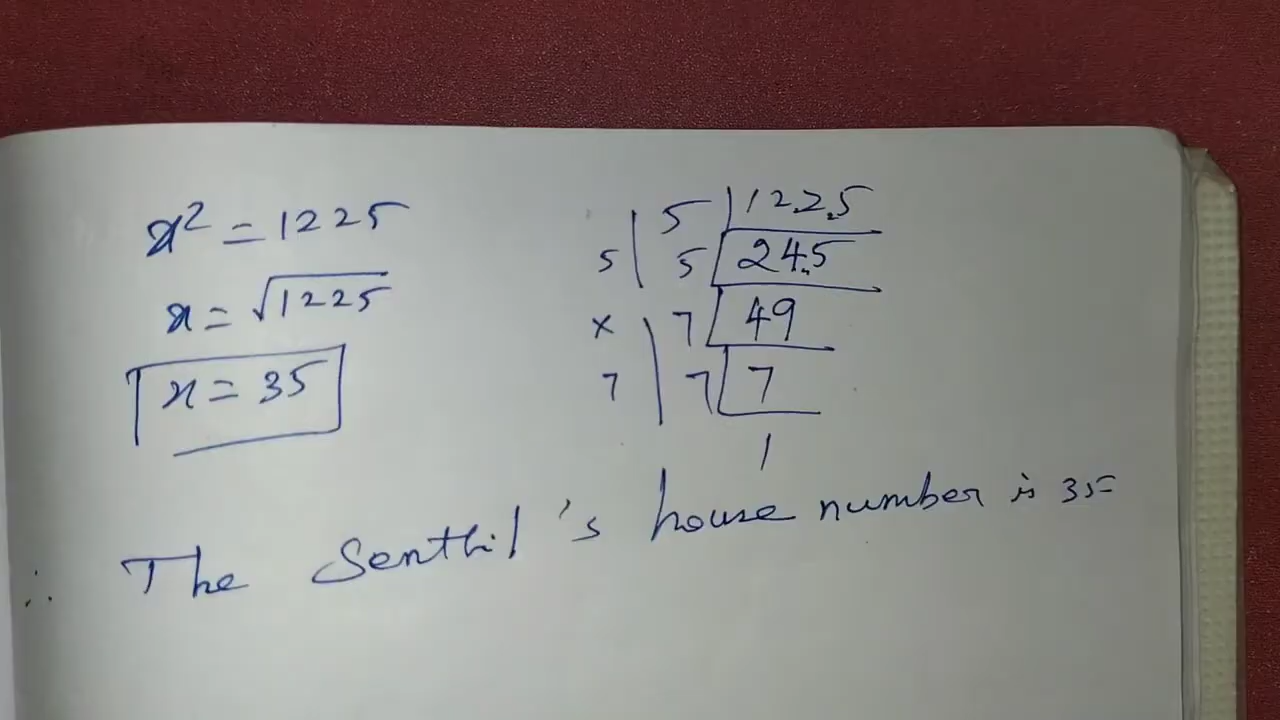 x² = 1225
x = √1225
x = 35
5 | 5 | 1225
5 | 245
x 7 | 49
7 | 7 | 7
1
∴ The Senthil's house number is 35